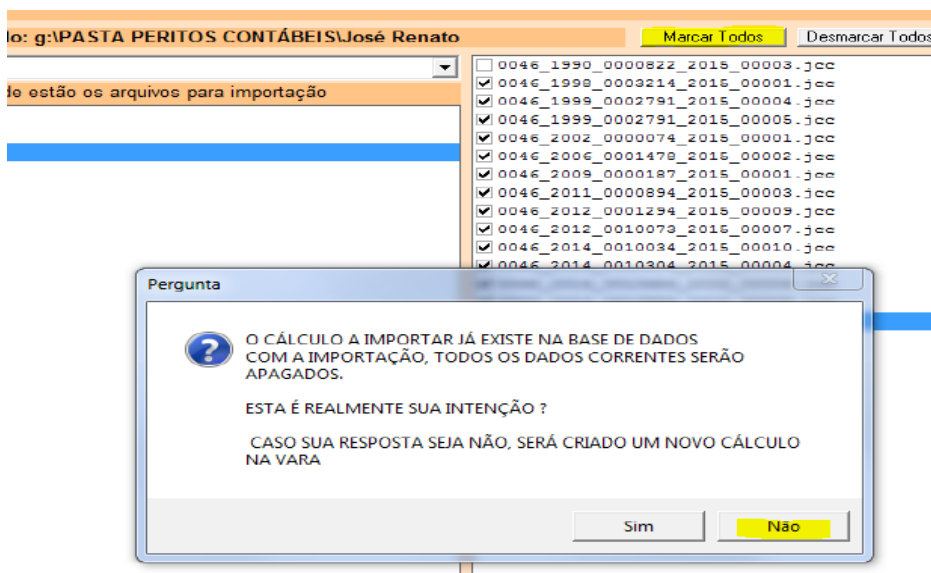 lo: g:\PASTA PERITOS CONTÁBEIS\José Renato
Marcar Todos
Desmarcar Todos
de estão os arquivos para importação
0046_1990_0000822_2015_00003.jcc
0046_1998_0003214_2015_00001.jcc
0046_1999_0002791_2015_00004.jcc
0046_1999_0002791_2015_00005.jcc
0046_2002_0000074_2015_00001.jcc
0046_2006_0001478_2015_00002.jcc
0046_2009_0000187_2015_00001.jcc
0046_2011_0000894_2015_00003.jcc
0046_2012_0001294_2015_00009.jcc
0046_2012_0010073_2015_00007.jcc
0046_2014_0010034_2015_00010.jcc
0046_2014_0010304_2015_00004.jcc
Pergunta
O CÁLCULO A IMPORTAR JÁ EXISTE NA BASE DE DADOS
COM A IMPORTAÇÃO, TODOS OS DADOS CORRENTES SERÃO
APAGADOS.
ESTA É REALMENTE SUA INTENÇÃO ?
CASO SUA RESPOSTA SEJA NÃO, SERÁ CRIADO UM NOVO CÁLCULO
NA VARA
Sim
Não